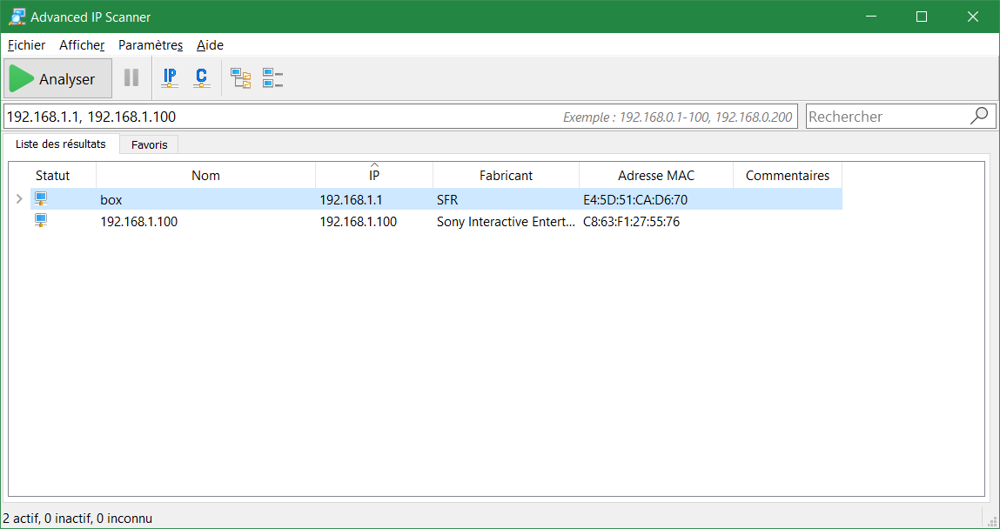 Advanced IP Scanner
Fichier Afficher Paramètres Aide
Analyser IP C
192.168.1.1, 192.168.1.100 Exemple : 192.168.0.1-100, 192.168.0.200 Rechercher
Liste des résultats Favoris
Statut Nom IP Fabricant Adresse MAC Commentaires
box 192.168.1.1 SFR E4:5D:51:CA:D6:70
192.168.1.100 192.168.1.100 Sony Interactive Entert... C8:63:F1:27:55:76
2 actif, 0 inactif, 0 inconnu